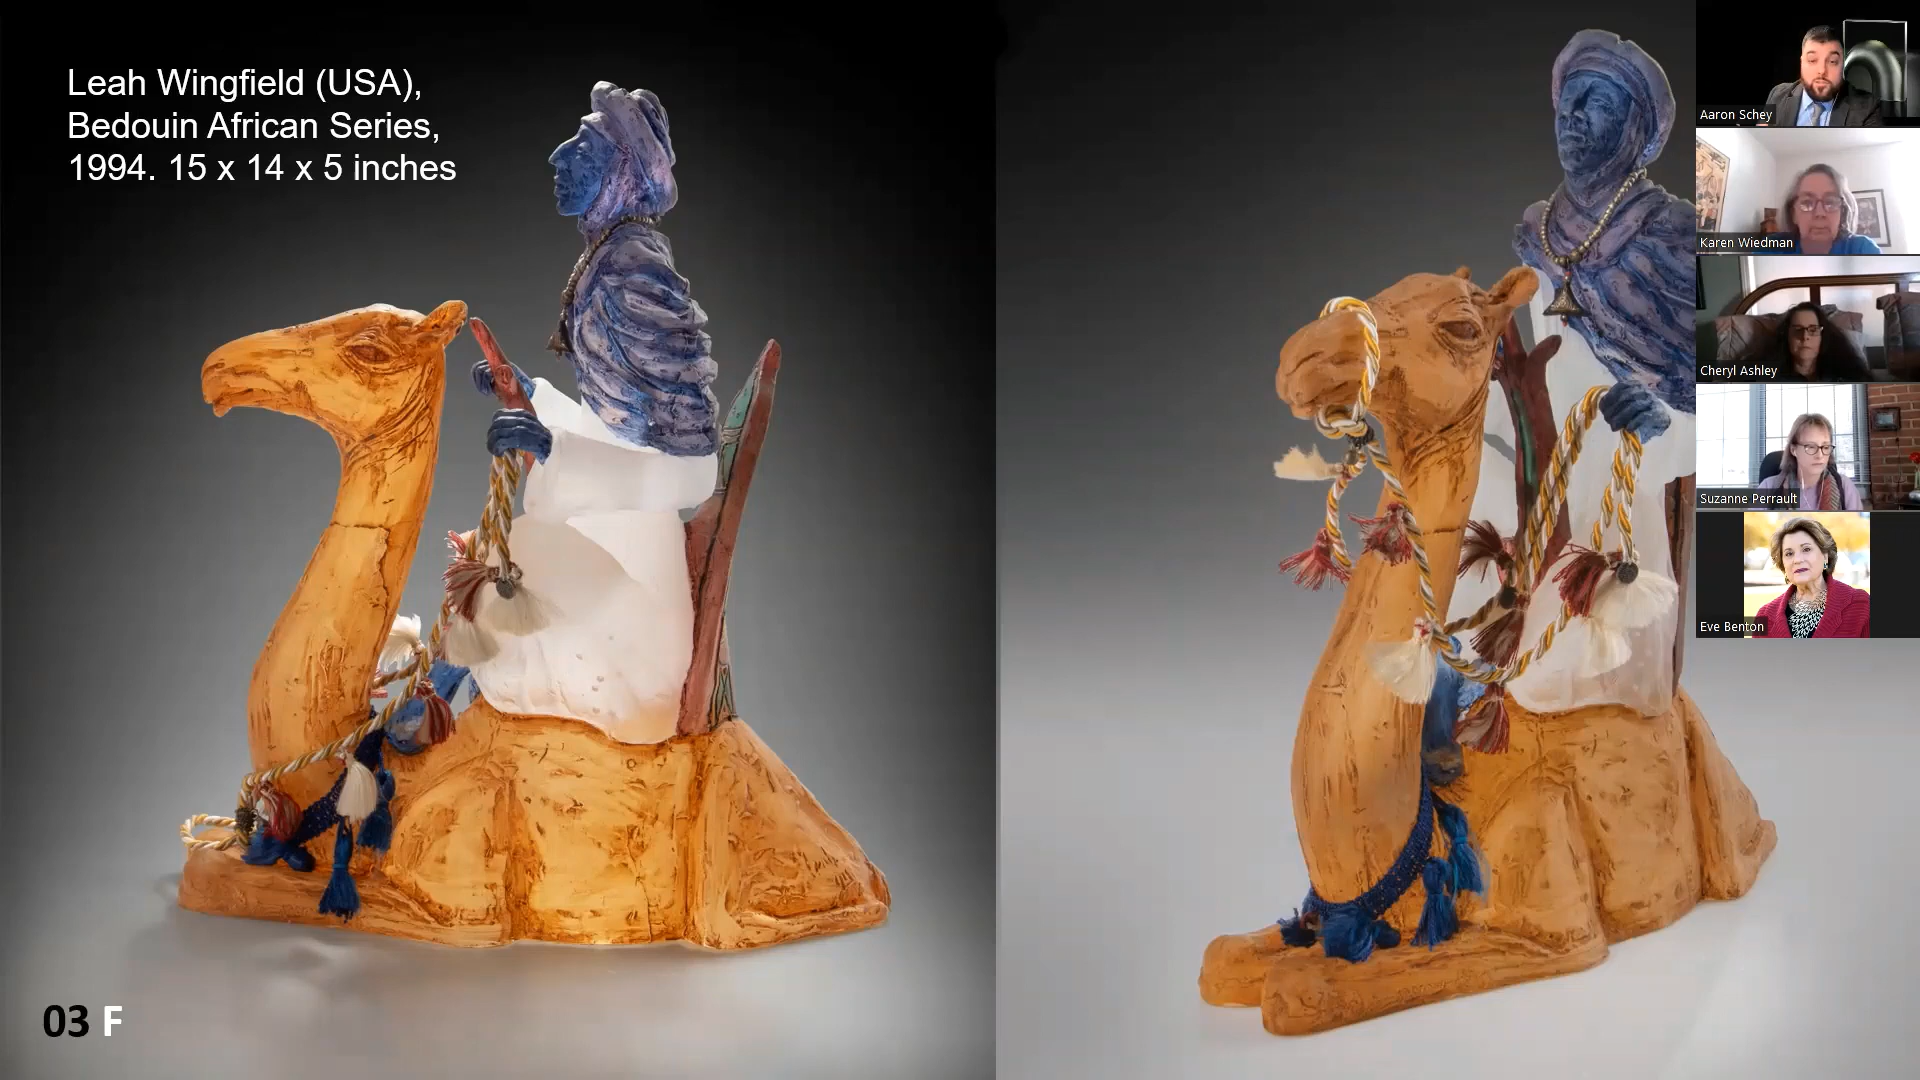 Leah Wingfield (USA),
Bedouin African Series,
1994. 15 x 14 x 5 inches
03 F
Aaron Schey
Karen Wiedman
Cheryl Ashley
Suzanne Perrault
Eve Benton